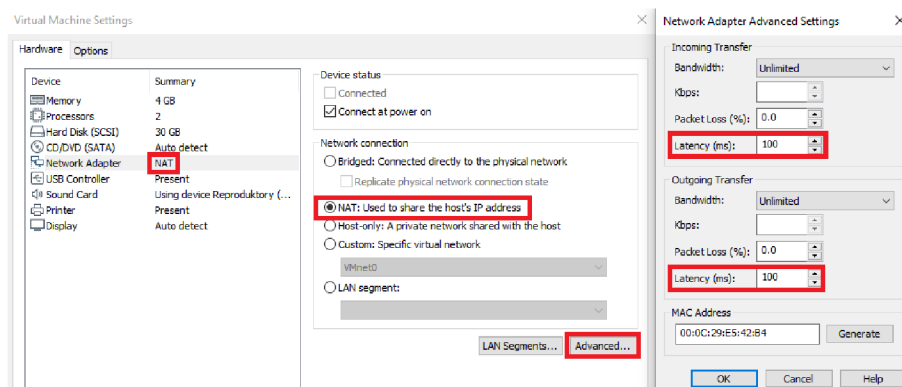 Virtual Machine Settings
Hardware Options
Device Summary
Memory 4 GB
Processors 2
Hard Disk (SCSI) 30 GB
CD/DVD (SATA) Auto detect
Network Adapter NAT
USB Controller Present
Sound Card Using device Reproduktory (...
Printer Present
Display Auto detect
Device status
Connected
Connect at power on
Network connection
Bridged: Connected directly to the physical network
Replicate physical network connection state
NAT: Used to share the host's IP address
Host-only: A private network shared with the host
Custom: Specific virtual network
VMnet0
LAN segment:
LAN Segments... Advanced...
Network Adapter Advanced Settings
Incoming Transfer
Bandwidth: Unlimited
Kbps:
Packet Loss (%): 0.0
Latency (ms): 100
Outgoing Transfer
Bandwidth: Unlimited
Kbps:
Packet Loss (%): 0.0
Latency (ms): 100
MAC Address
00:0C:29:E5:42:B4 Generate
OK Cancel Help